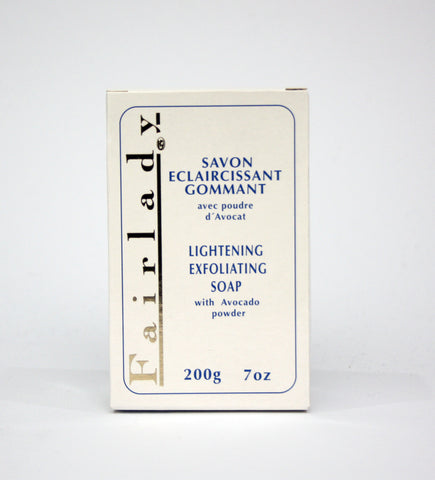 Fairlady®
SAVON
ECLAIRCISSANT
GOMMANT
avec poudre
d´Avocat
LIGHTENING
EXFOLIATING
SOAP
with Avocado
powder
200g 7oz